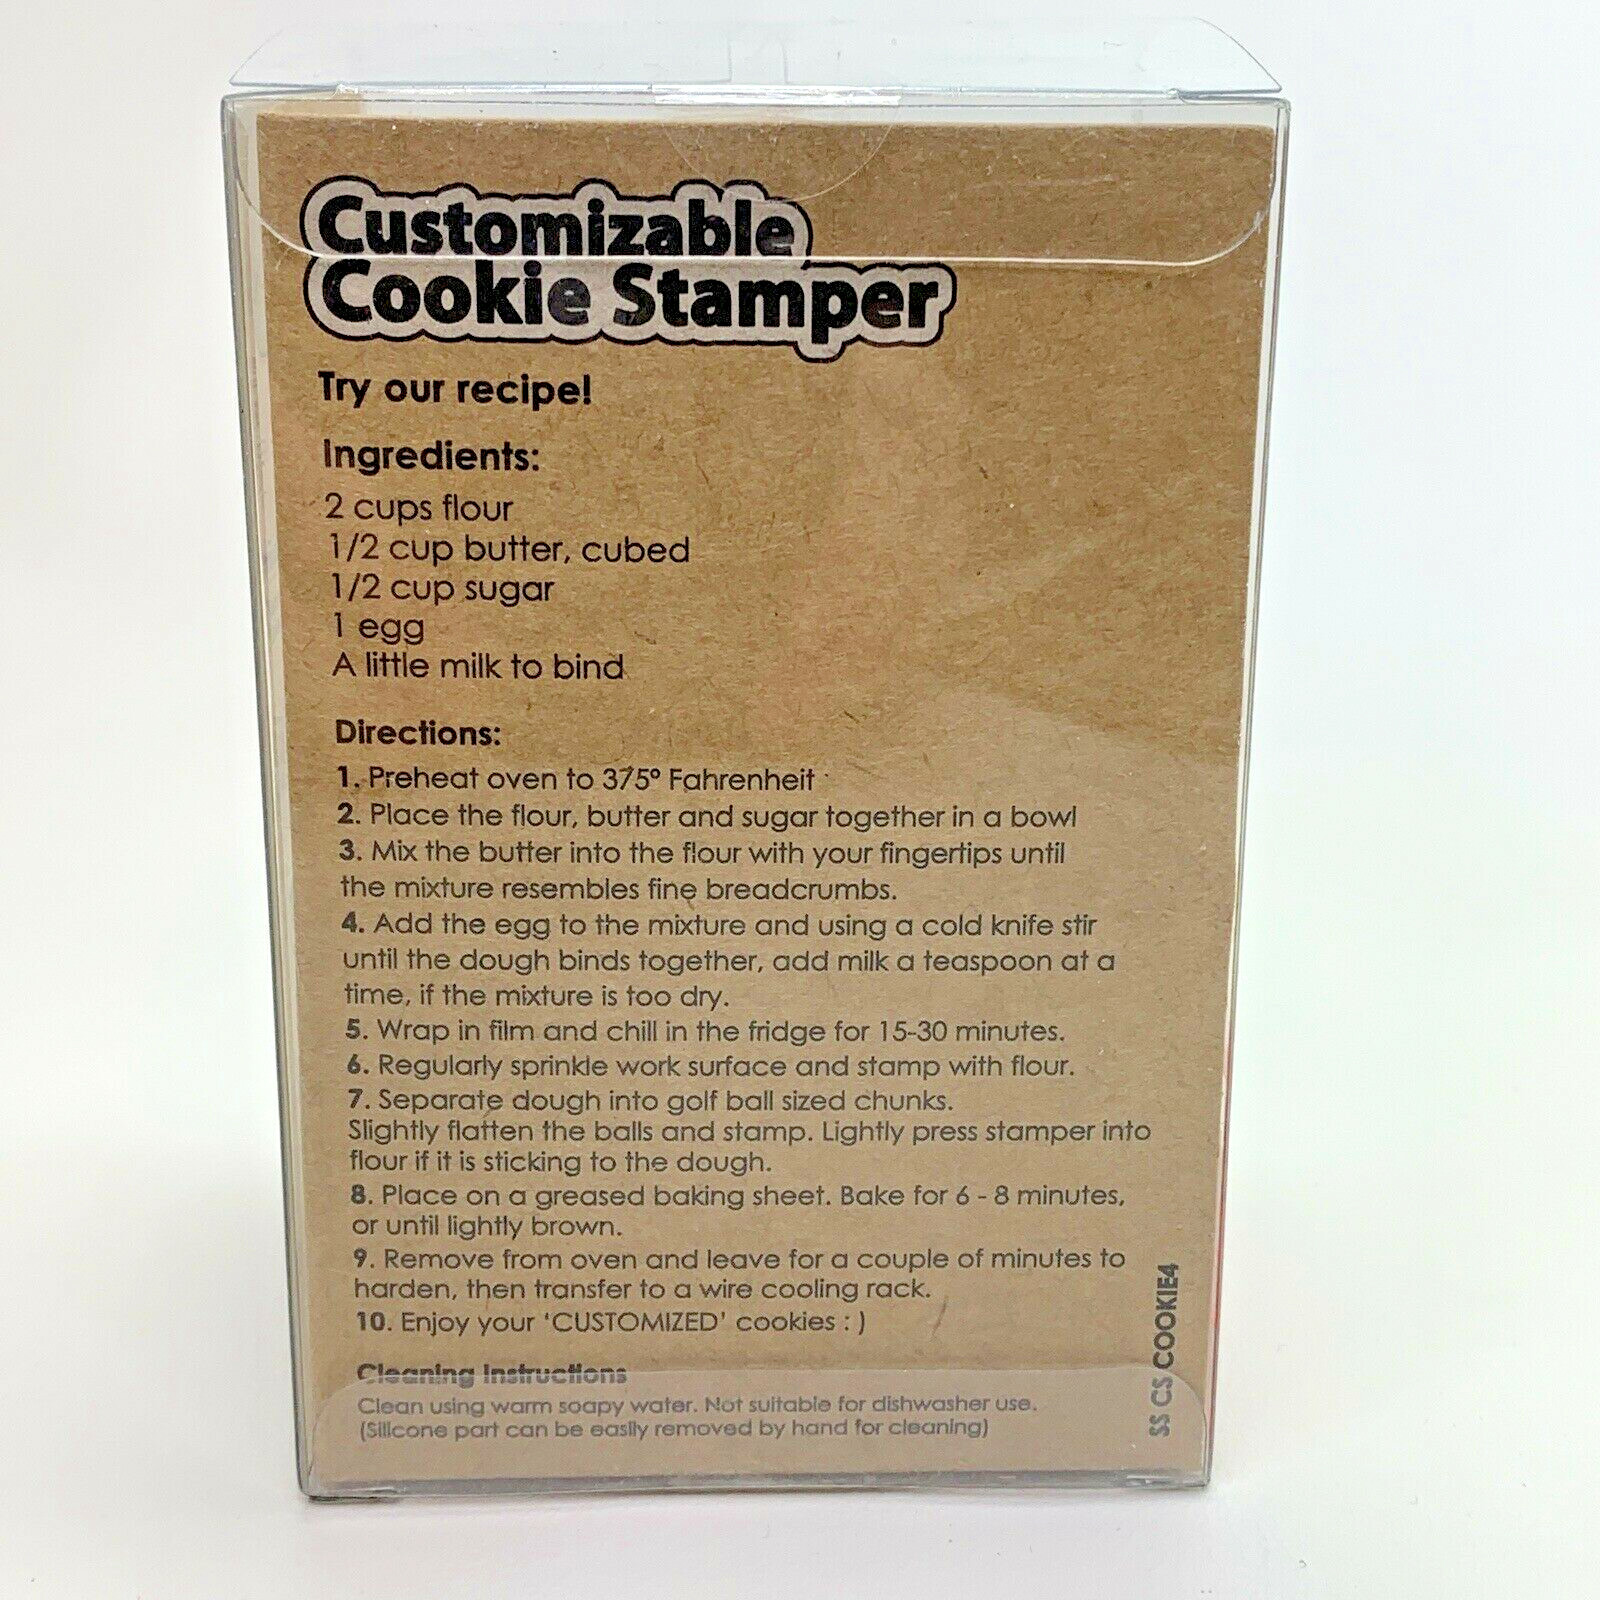 Customizable
Cookie Stamper
Try our recipe!
Ingredients:
2 cups flour
1/2 cup butter, cubed
1/2 cup sugar
1 egg
A little milk to bind
Directions:
1. Preheat oven to 375º Fahrenheit
2. Place the flour, butter and sugar together in a bowl
3. Mix the butter into the flour with your fingertips until
the mixture resembles fine breadcrumbs.
4. Add the egg to the mixture and using a cold knife stir
until the dough binds together, add milk a teaspoon at a
time, if the mixture is too dry.
5. Wrap in film and chill in the fridge for 15-30 minutes.
6. Regularly sprinkle work surface and stamp with flour.
7. Separate dough into golf ball sized chunks.
Slightly flatten the balls and stamp. Lightly press stamper into
flour if it is sticking to the dough.
8. Place on a greased baking sheet. Bake for 6 - 8 minutes,
or until lightly brown.
9. Remove from oven and leave for a couple of minutes to
harden, then transfer to a wire cooling rack.
10. Enjoy your 'CUSTOMIZED' cookies : )
Cleaning Instructions
Clean using warm soapy water. Not suitable for dishwasher use.
(Silicone part can be easily removed by hand for cleaning)
SS CS COOKIE4